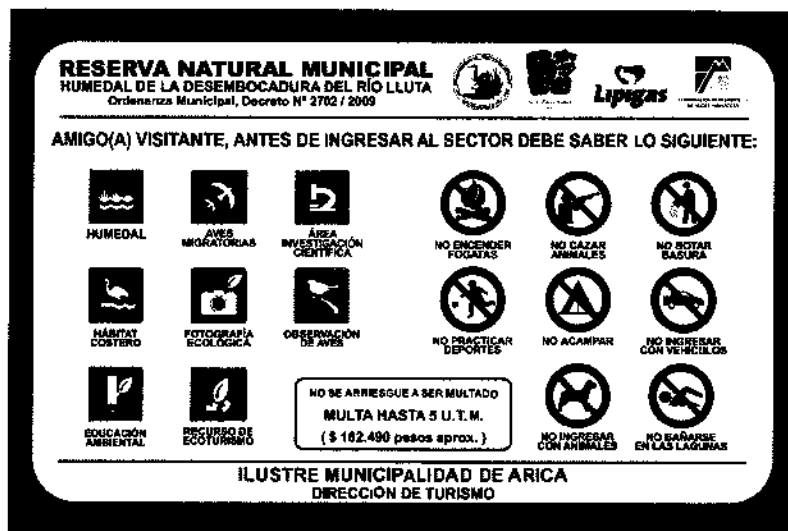 RESERVA NATURAL MUNICIPAL
HUMEDAL DE LA DESEMBOCADURA DEL RÍO LLUTA
Ordenanza Municipal, Decreto N° 2702 / 2009
Lipigas
AMIGO(A) VISITANTE, ANTES DE INGRESAR AL SECTOR DEBE SABER LO SIGUIENTE:
HUMEDAL
AVES
MIGRATORIAS
ÁREA
INVESTIGACIÓN
CIENTÍFICA
NO ENCENDER
FOGATAS
NO CAZAR
ANIMALES
NO BOTAR
BASURA
HÁBITAT
COSTERO
FOTOGRAFÍA
ECOLÓGICA
OBSERVACIÓN
DE AVES
NO PRACTICAR
DEPORTES
NO ACAMPAR
NO INGRESAR
CON VEHÍCULOS
EDUCACIÓN
AMBIENTAL
RECURSO DE
ECOTURISMO
NO SE ARRIESGUE A SER MULTADO
MULTA HASTA 5 U.T.M.
( $ 182.490 pesos aprox. )
NO INGRESAR
CON ANIMALES
NO BAÑARSE
EN LAS LAGUNAS
ILUSTRE MUNICIPALIDAD DE ARICA
DIRECCIÓN DE TURISMO